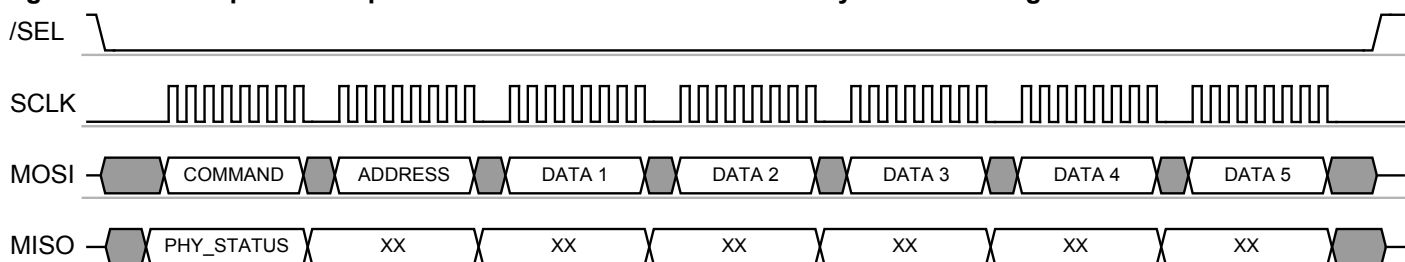 /SEL
SCLK
MOSI COMMAND ADDRESS DATA 1 DATA 2 DATA 3 DATA 4 DATA 5
MISO PHY_STATUS XX XX XX XX XX XX